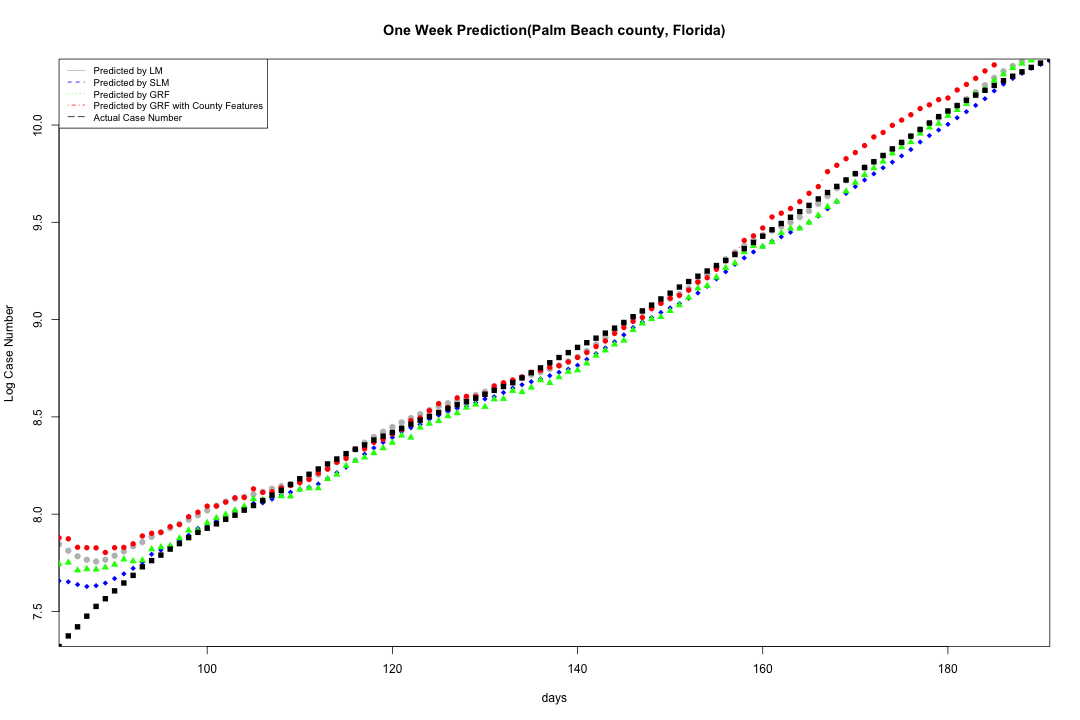 One Week Prediction(Palm Beach county, Florida)
Predicted by LM
Predicted by SLM
Predicted by GRF
Predicted by GRF with County Features
Actual Case Number
10.0
9.5
9.0
8.5
8.0
7.5
Log Case Number
100 120 140 160 180
days